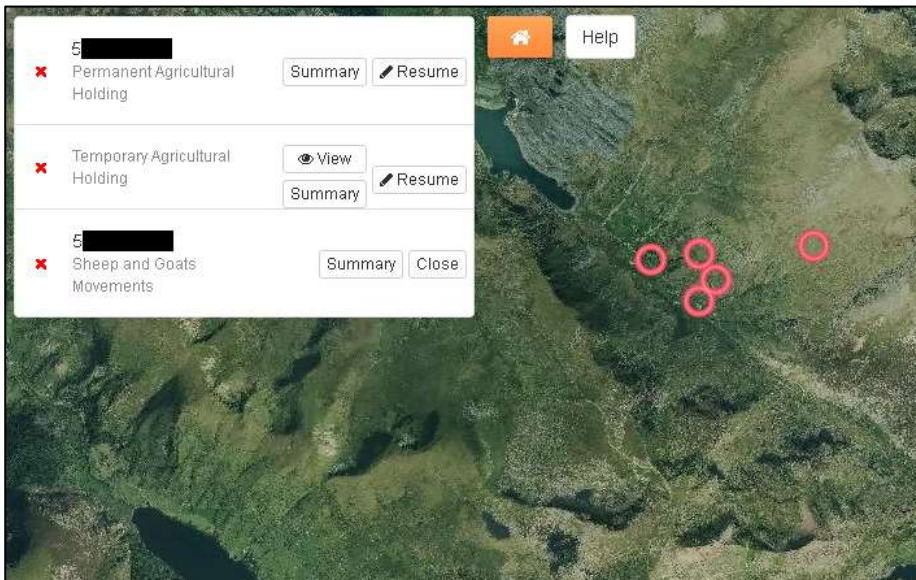 5
Permanent Agricultural
Holding
Summary
Resume
Help
Temporary Agricultural
Holding
View
Summary
Resume
5
Sheep and Goats
Movements
Summary
Close